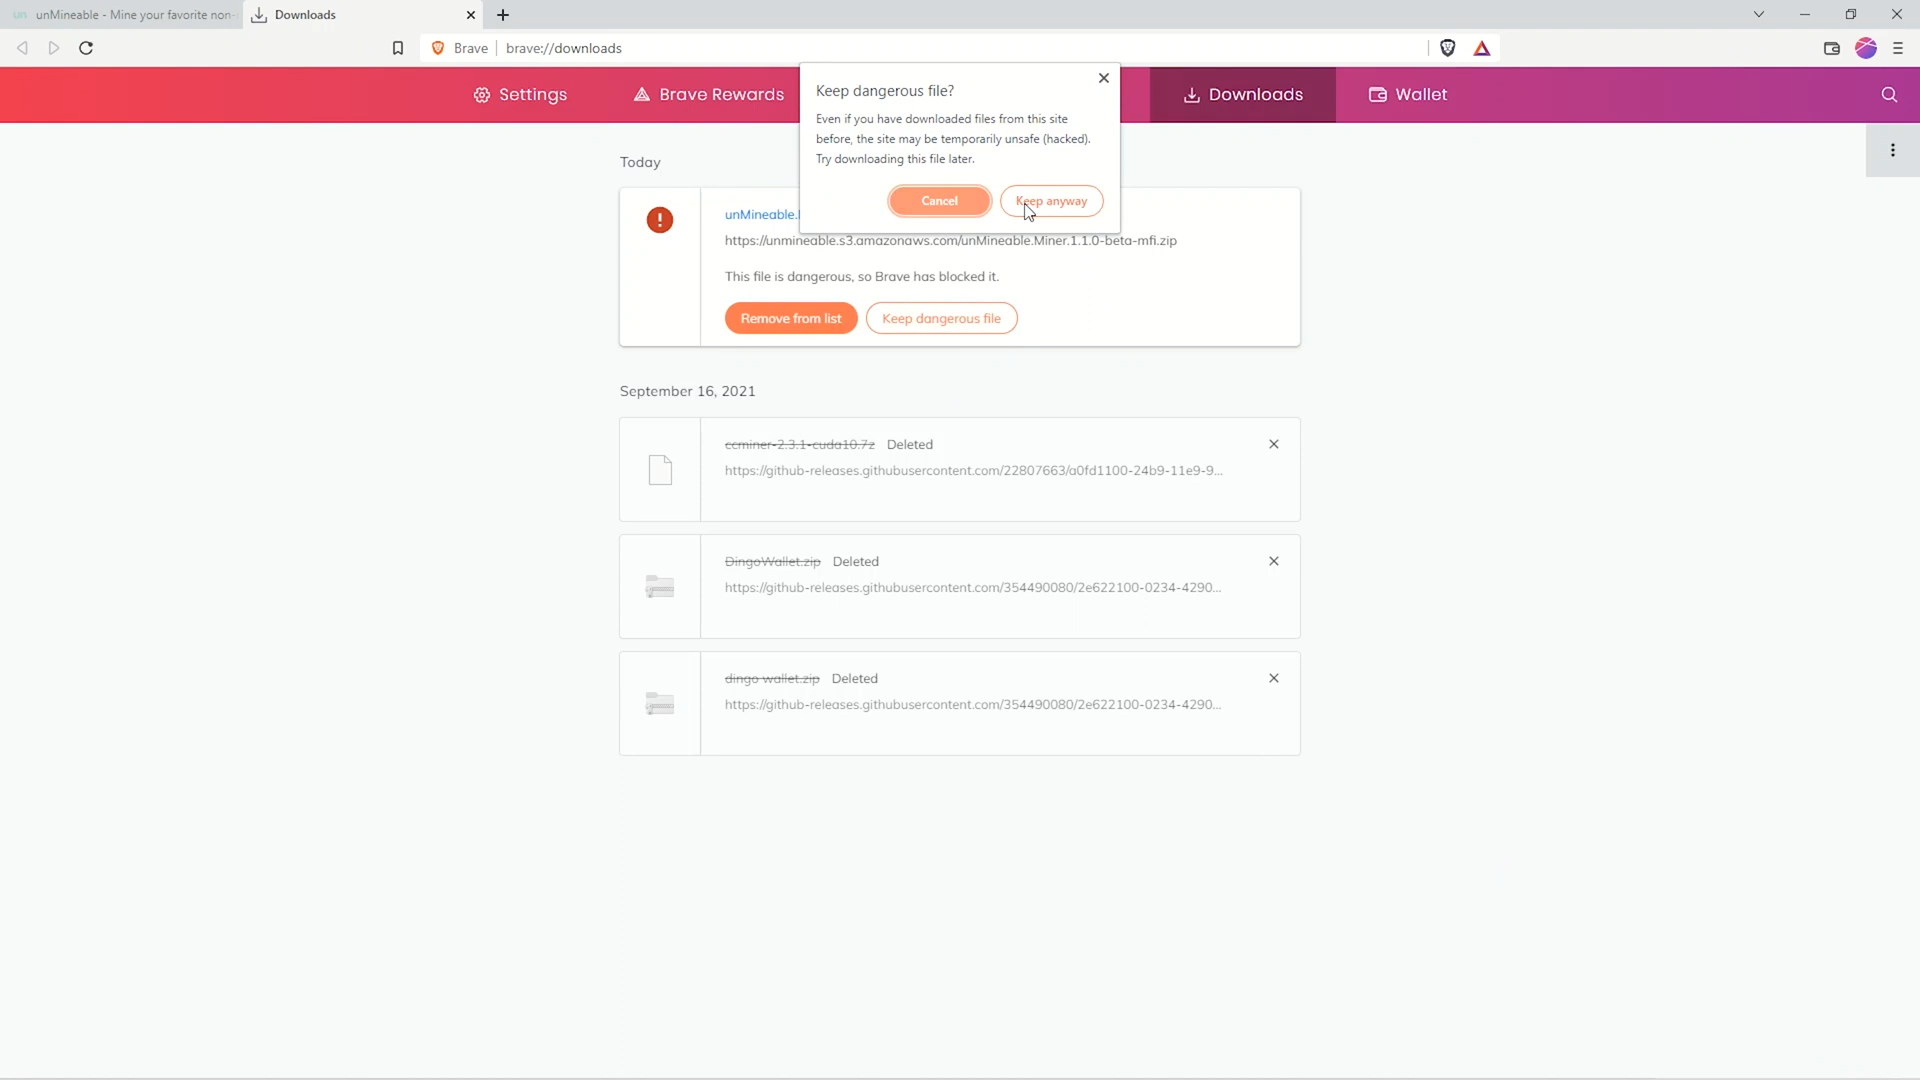 un unMineable - Mine your favorite non-
Downloads
Brave brave://downloads
Settings
Brave Rewards
Downloads
Wallet
Keep dangerous file?
Even if you have downloaded files from this site
before, the site may be temporarily unsafe (hacked).
Try downloading this file later.
Cancel
Keep anyway
Today
unMineable.
https://unmineable.s3.amazonaws.com/unMineable.Miner.1.1.0-beta-mfi.zip
This file is dangerous, so Brave has blocked it.
Remove from list
Keep dangerous file
September 16, 2021
ccminer-2.3.1-cuda10.7z Deleted
https://github-releases.githubusercontent.com/22807663/a0fd1100-24b9-11e9-9...
DingoWallet.zip Deleted
https://github-releases.githubusercontent.com/354490080/2e622100-0234-4290...
dingo wallet.zip Deleted
https://github-releases.githubusercontent.com/354490080/2e622100-0234-4290...